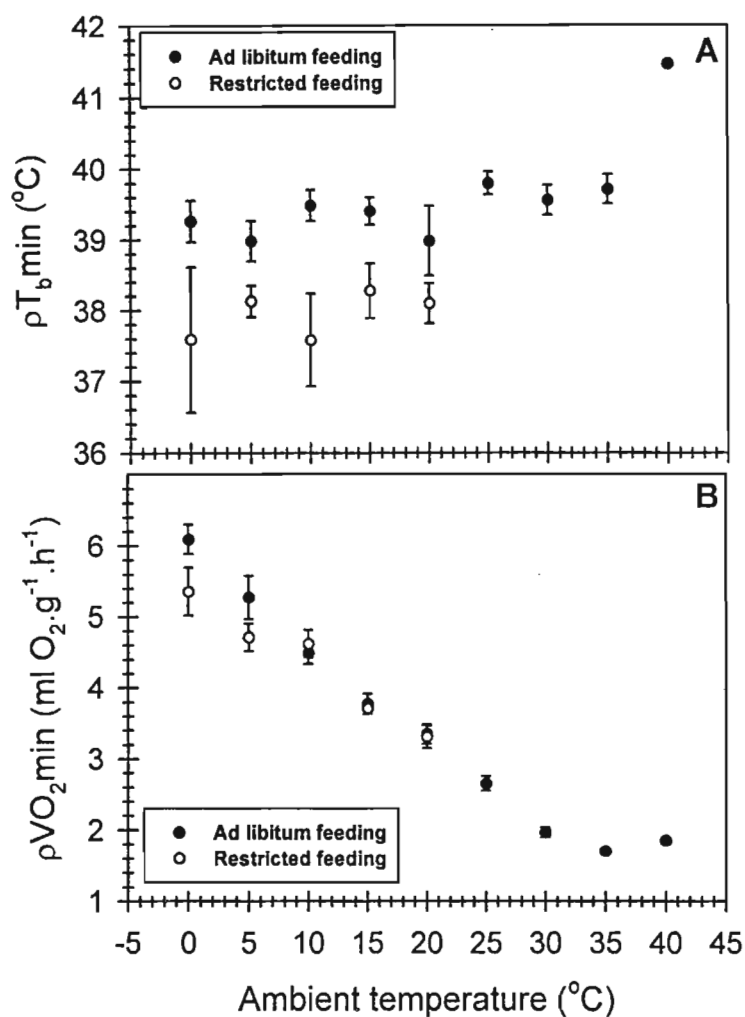 42
41
40
39
38
37
36
ρT_bmin (°C)
Ad libitum feeding
Restricted feeding
A
6
5
4
3
2
1
ρVO₂min (ml O₂.g⁻¹.h⁻¹)
B
Ad libitum feeding
Restricted feeding
-5 0 5 10 15 20 25 30 35 40 45
Ambient temperature (°C)